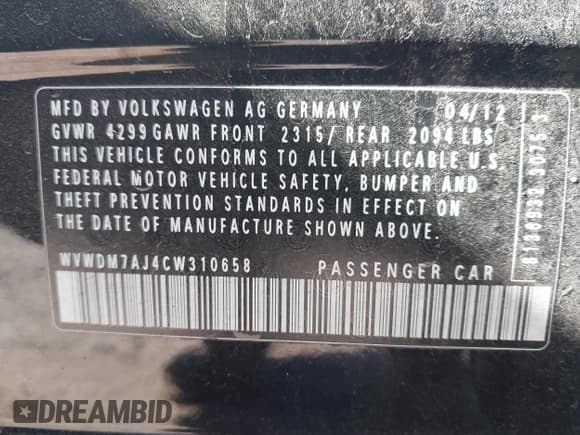 MFD BY VOLKSWAGEN AG GERMANY 04/12
GVWR 4299 GAWR FRONT 2315/ REAR 2094 LBS
THIS VEHICLE CONFORMS TO ALL APPLICABLE U.S.
FEDERAL MOTOR VEHICLE SAFETY, BUMPER AND
THEFT PREVENTION STANDARDS IN EFFECT ON
THE DATE OF MANUFACTURE SHOWN ABOVE.
WVWDM7AJ4CW310658 PASSENGER CAR
DREAMBID